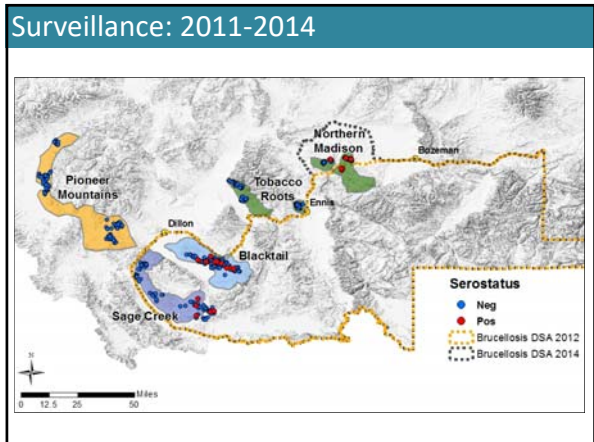 Surveillance: 2011-2014
Northern
Madison
Bozeman
Pioneer
Mountains
Tobacco
Roots
Ennis
Dillon
Blacktail
Sage Creek
Serostatus
Neg
Pos
Brucellosis DSA 2012
Brucellosis DSA 2014
N
Miles
0 12.5 25 50